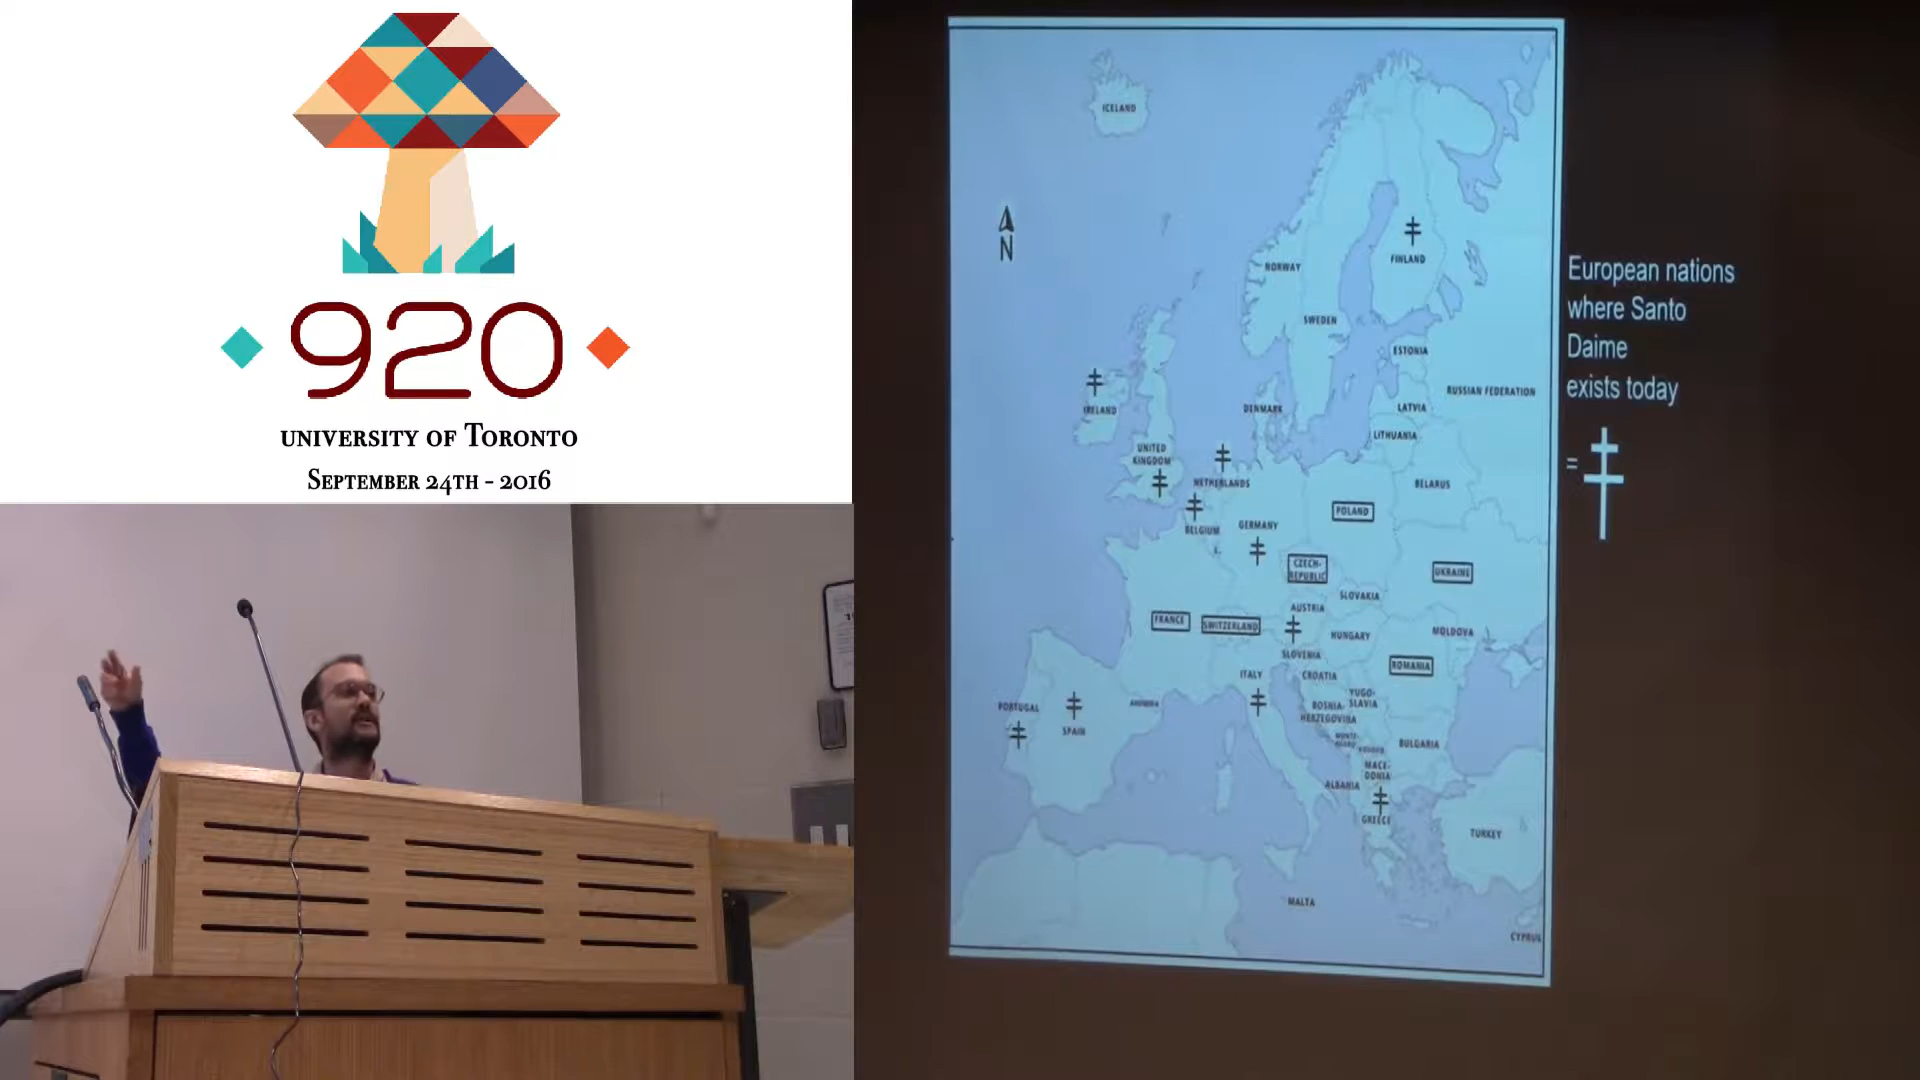 920
UNIVERSITY OF TORONTO
SEPTEMBER 24TH - 2016
ICELAND
N
FINLAND
NORWAY
SWEDEN
ESTONIA
RUSSIAN FEDERATION
LATVIA
DENMARK
IRELAND
LITHUANIA
UNITED
KINGDOM
NETHERLANDS
BELARUS
POLAND
BELGIUM
GERMANY
CZECH-
REPUBLIC
UKRAINE
SLOVAKIA
AUSTRIA
FRANCE
SWITZERLAND
HUNGARY
MOLDOVA
SLOVENIA
ROMANIA
ITALY
CROATIA
YUGO-
SLAVIA
PORTUGAL
ANDORRA
BOSNIA-
HERZEGOVINA
SPAIN
BULGARIA
MACE-
DONIA
ALBANIA
GREECE
TURKEY
MALTA
CYPRUS
European nations
where Santo
Daime
exists today
=